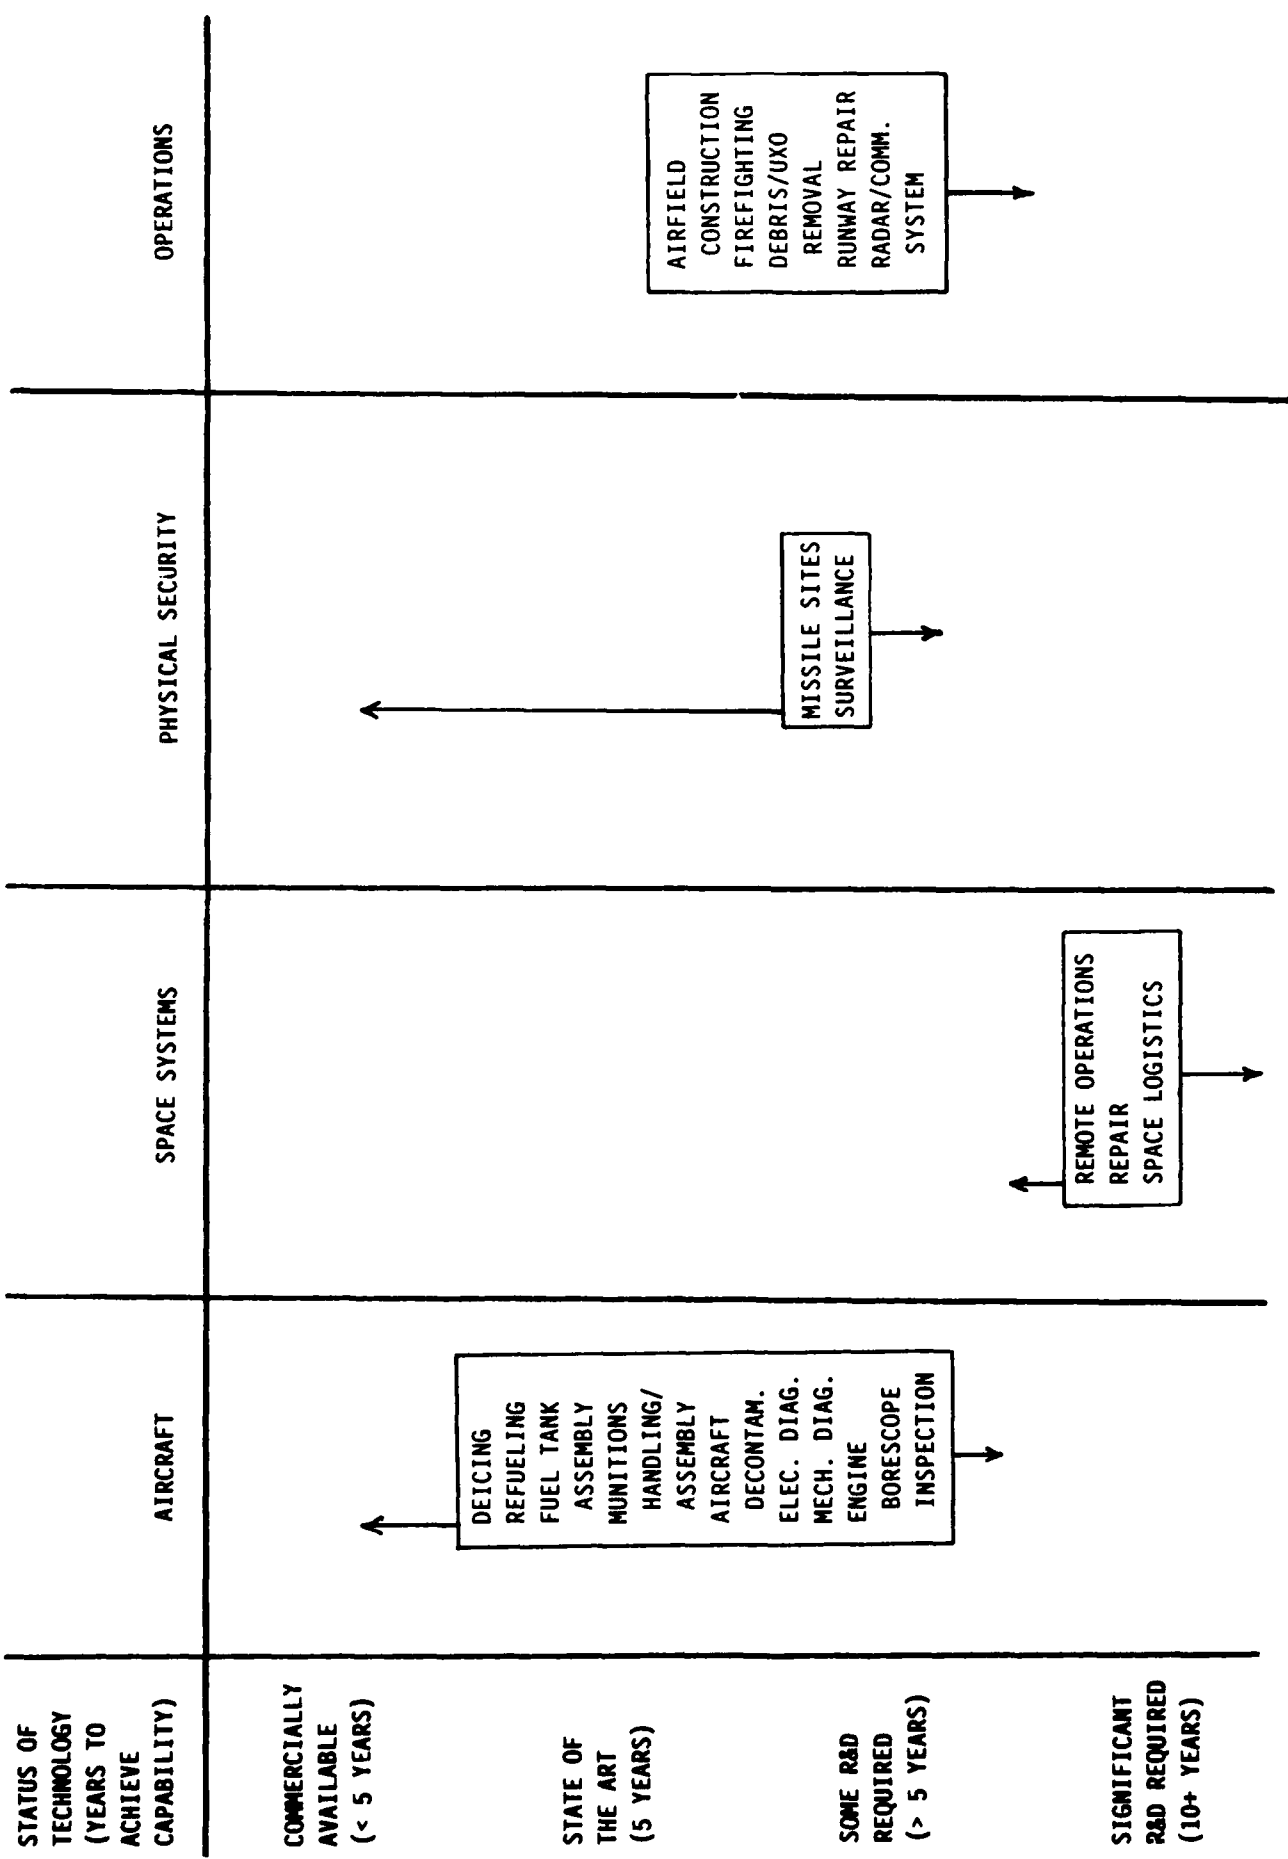 STATUS OF
TECHNOLOGY
(YEARS TO
ACHIEVE
CAPABILITY)
AIRCRAFT
SPACE SYSTEMS
PHYSICAL SECURITY
OPERATIONS
COMMERCIALLY
AVAILABLE
(< 5 YEARS)
STATE OF
THE ART
(5 YEARS)
SOME R&D
REQUIRED
(> 5 YEARS)
SIGNIFICANT
R&D REQUIRED
(10+ YEARS)
DEICING
REFUELING
FUEL TANK
ASSEMBLY
MUNITIONS
HANDLING/
ASSEMBLY
AIRCRAFT
DECONTAM.
ELEC. DIAG.
MECH. DIAG.
ENGINE
BORESCOPE
INSPECTION
REMOTE OPERATIONS
REPAIR
SPACE LOGISTICS
MISSILE SITES
SURVEILLANCE
AIRFIELD
CONSTRUCTION
FIREFIGHTING
DEBRIS/UXO
REMOVAL
RUNWAY REPAIR
RADAR/COMM.
SYSTEM